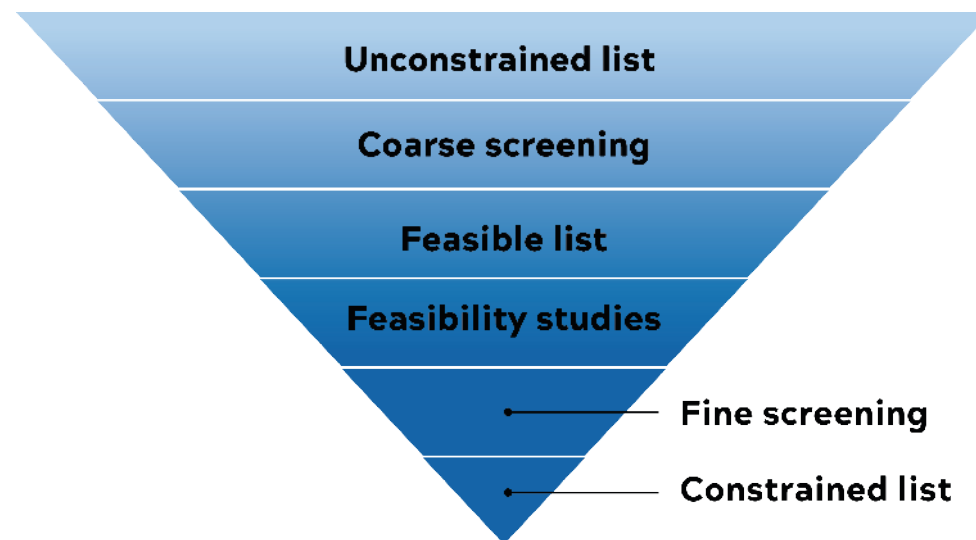 Unconstrained list
Coarse screening
Feasible list
Feasibility studies
Fine screening
Constrained list